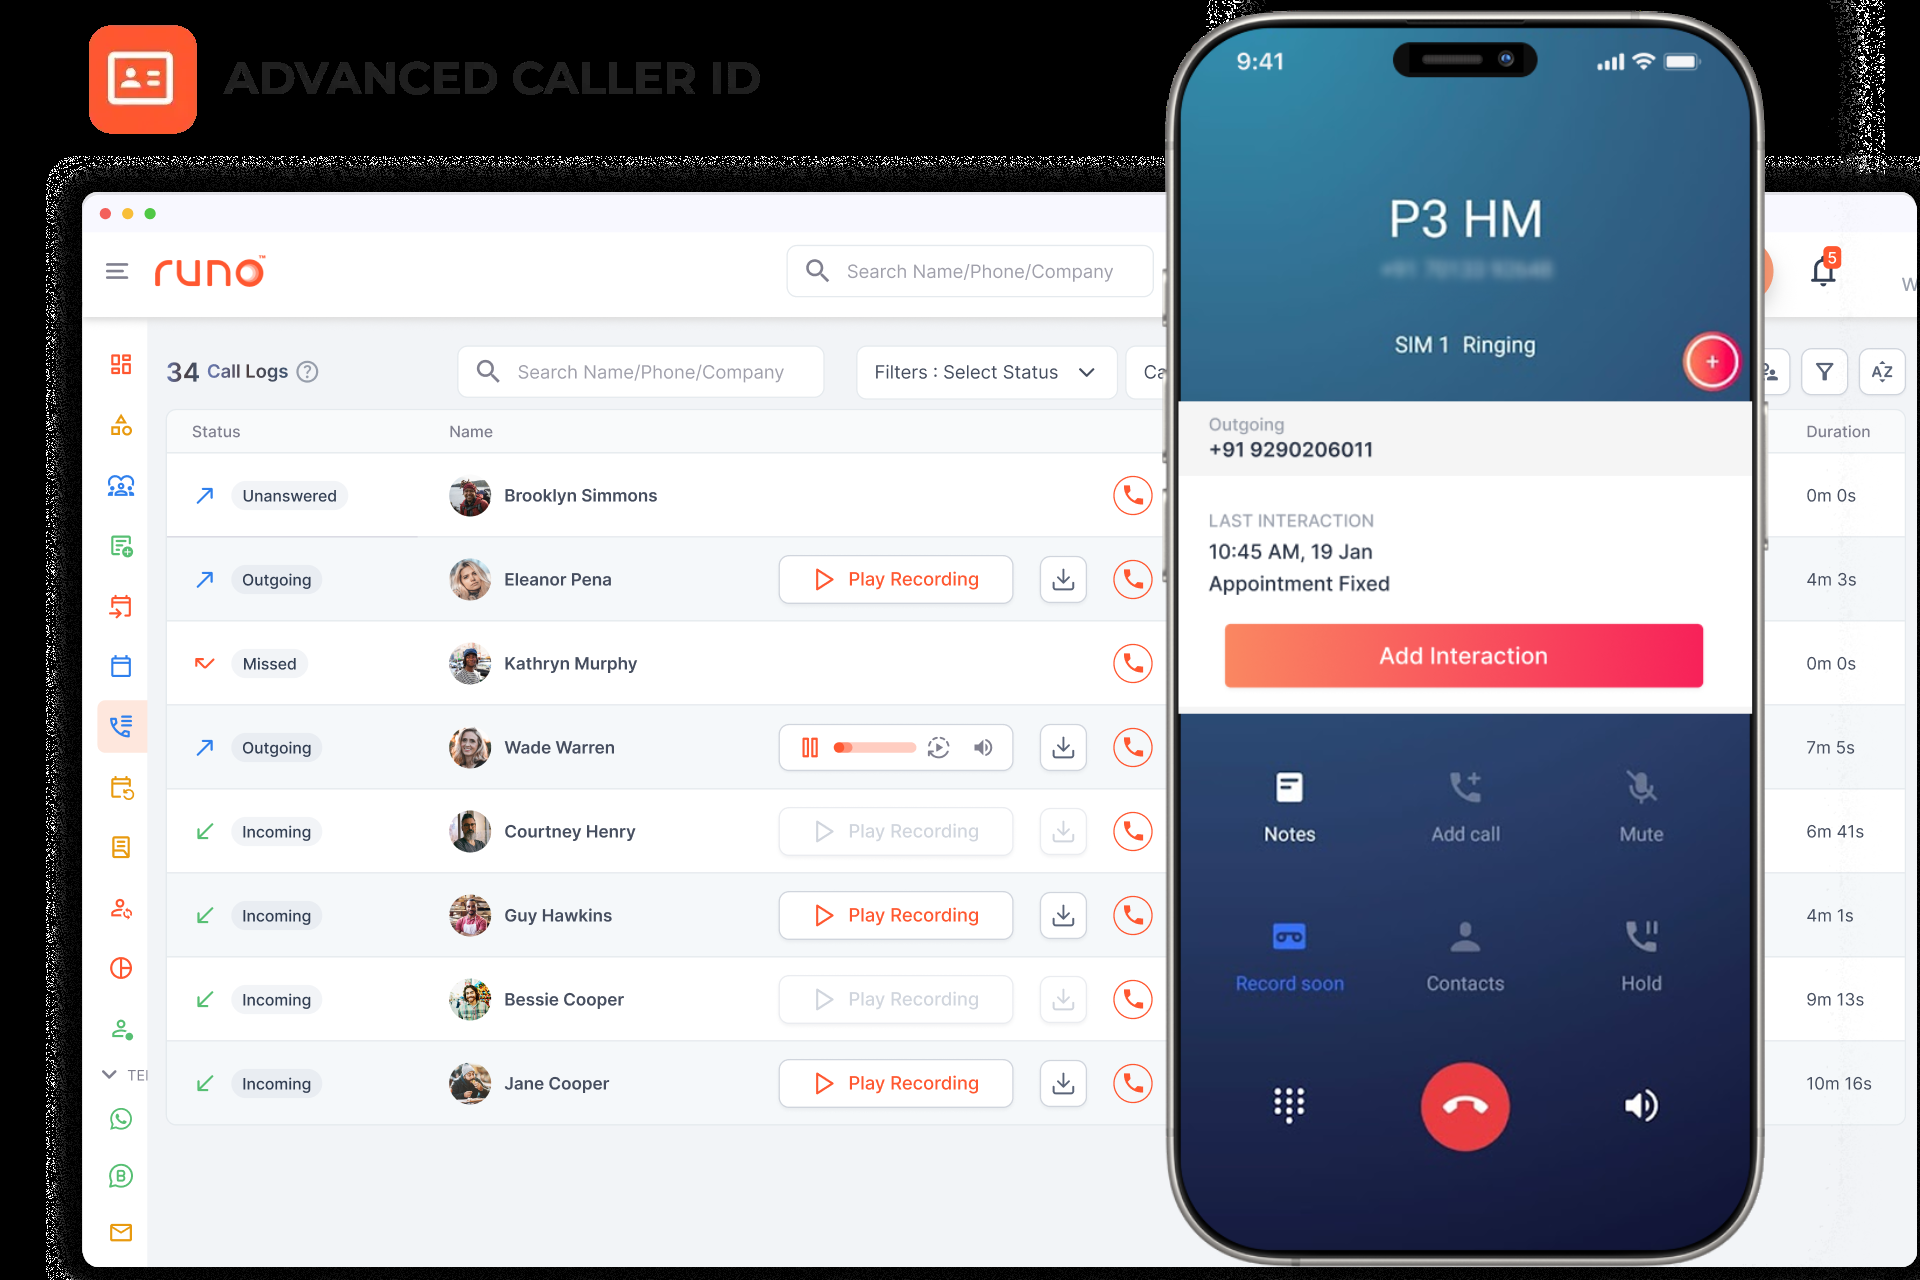 ADVANCED CALLER ID
runo™
Search Name/Phone/Company
5
W
34 Call Logs ?
Search Name/Phone/Company
Filters : Select Status
Ca
AZ
Status Name Duration
Unanswered Brooklyn Simmons 0m 0s
Outgoing Eleanor Pena Play Recording 4m 3s
Missed Kathryn Murphy 0m 0s
Outgoing Wade Warren 7m 5s
Incoming Courtney Henry Play Recording 6m 41s
Incoming Guy Hawkins Play Recording 4m 1s
Incoming Bessie Cooper Play Recording 9m 13s
Incoming Jane Cooper Play Recording 10m 16s
TE
B
9:41
P3 HM
SIM 1 Ringing
Outgoing
+91 9290206011
LAST INTERACTION
10:45 AM, 19 Jan
Appointment Fixed
Add Interaction
Notes Add call Mute
Record soon Contacts Hold